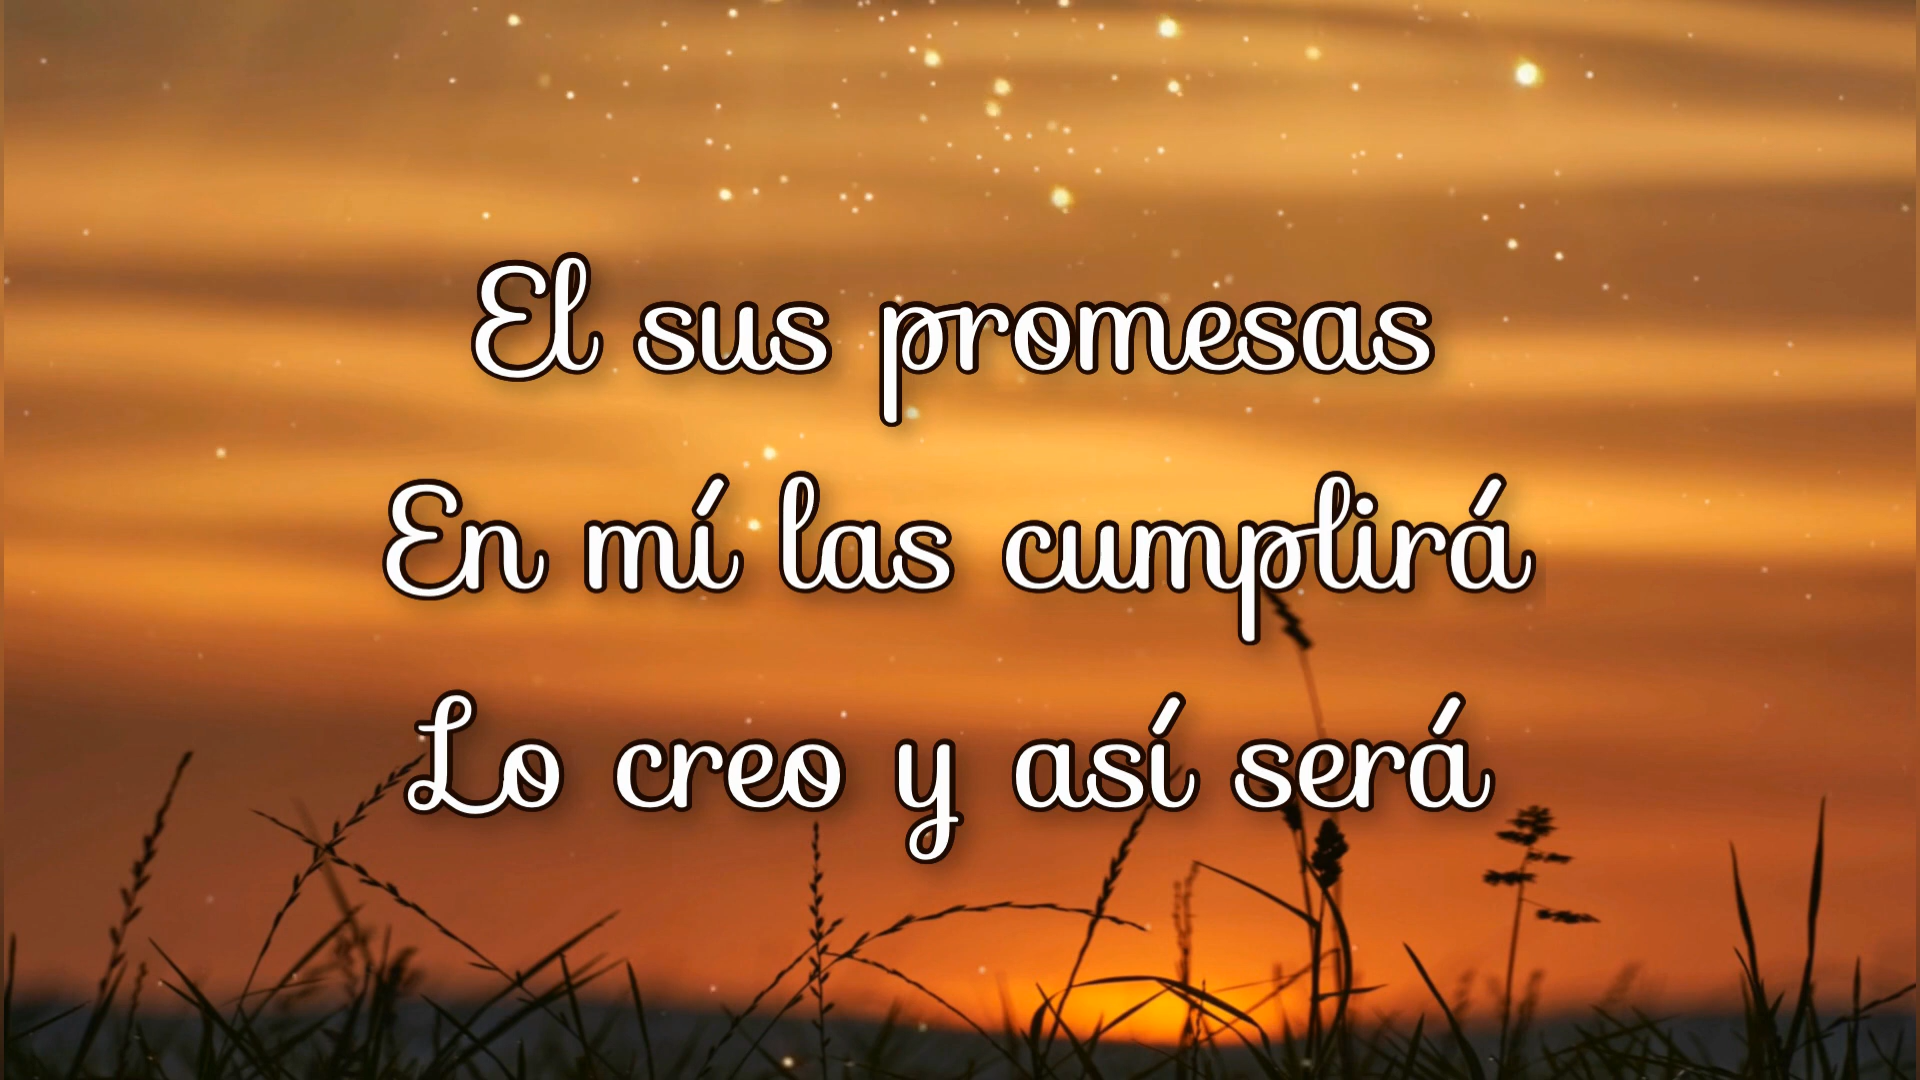 El sus promesas
En mí las cumplirá
Lo creo y así será